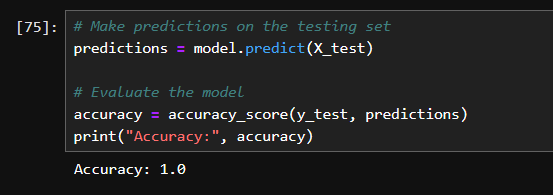 [75]: # Make predictions on the testing set
predictions = model.predict(X_test)
# Evaluate the model
accuracy = accuracy_score(y_test, predictions)
print("Accuracy:", accuracy)
Accuracy: 1.0